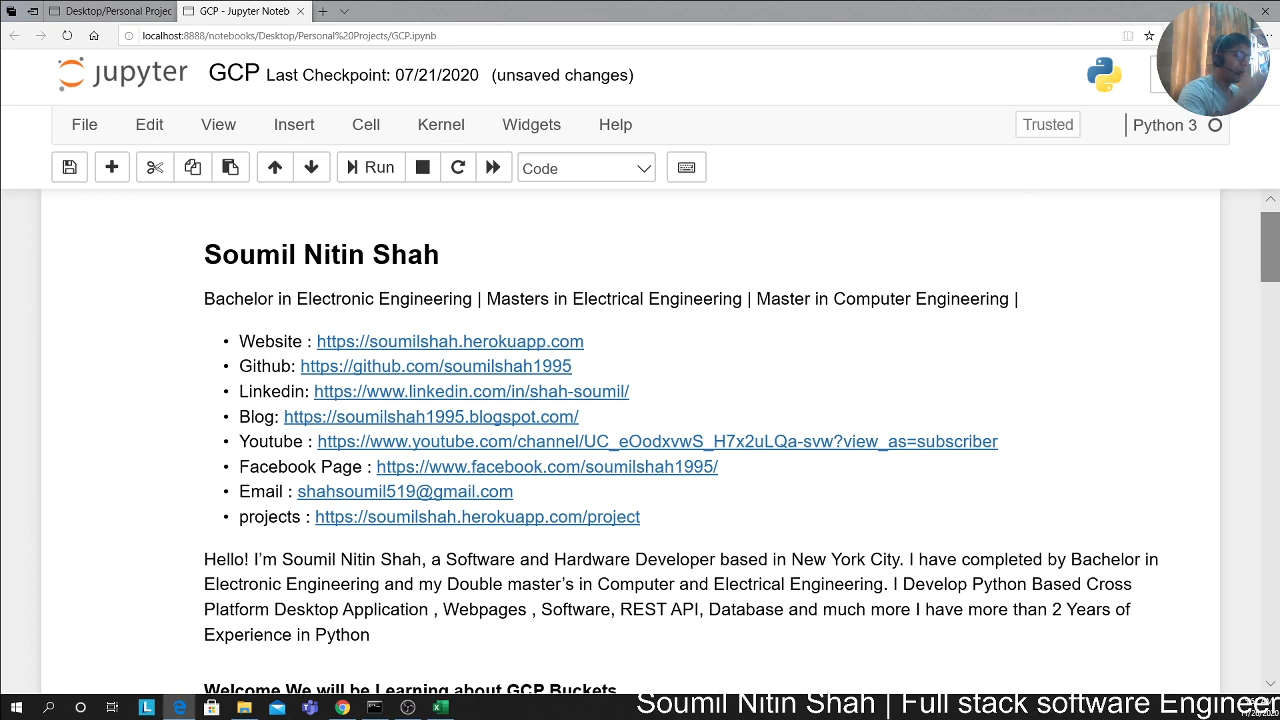 Desktop/Personal Projec
GCP - Jupyter Noteb
localhost:8888/notebooks/Desktop/Personal%20Projects/GCP.ipynb
jupyter GCP Last Checkpoint: 07/21/2020 (unsaved changes)
File Edit View Insert Cell Kernel Widgets Help Trusted Python 3
Run Code
Soumil Nitin Shah
Bachelor in Electronic Engineering | Masters in Electrical Engineering | Master in Computer Engineering |
• Website : https://soumilshah.herokuapp.com
• Github: https://github.com/soumilshah1995
• Linkedin: https://www.linkedin.com/in/shah-soumil/
• Blog: https://soumilshah1995.blogspot.com/
• Youtube : https://www.youtube.com/channel/UC_eOodxvwS_H7x2uLQa-svw?view_as=subscriber
• Facebook Page : https://www.facebook.com/soumilshah1995/
• Email : shahsoumil519@gmail.com
• projects : https://soumilshah.herokuapp.com/project
Hello! I’m Soumil Nitin Shah, a Software and Hardware Developer based in New York City. I have completed by Bachelor in
Electronic Engineering and my Double master’s in Computer and Electrical Engineering. I Develop Python Based Cross
Platform Desktop Application , Webpages , Software, REST API, Database and much more I have more than 2 Years of
Experience in Python
Welcome We will be Learning about GCP Buckets
Soumil Nitin Shah | Full stack software Engineer